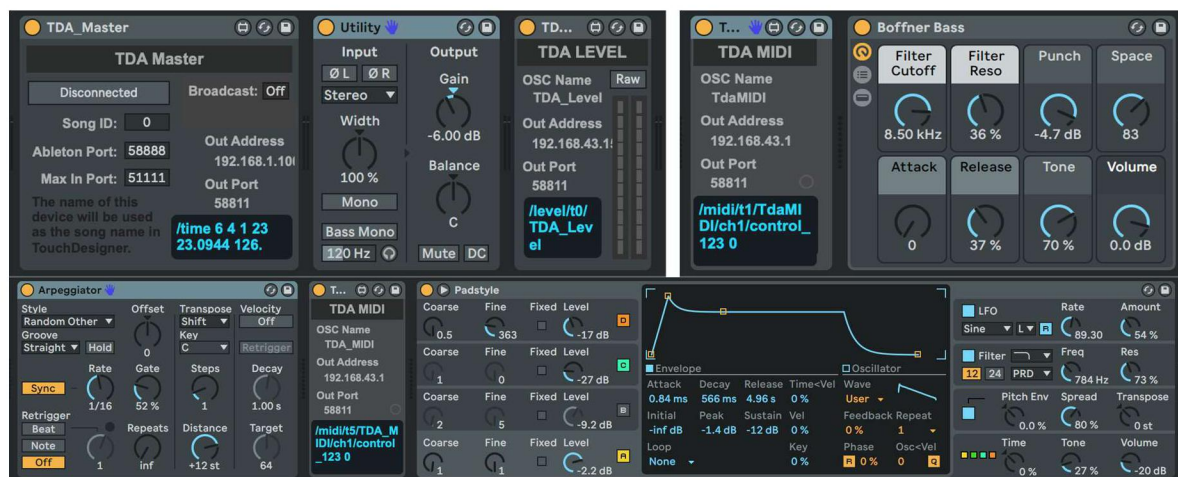 TDA_Master
TDA Master
Disconnected
Broadcast: Off
Song ID: 0
Ableton Port: 58888
Max In Port: 51111
Out Address
192.168.1.10
Out Port
58811
The name of this
device will be used
as the song name in
TouchDesigner.
/time 6 4 1 23
23.0944 126.
Utility
Input
Output
Ø L Ø R
Stereo
Gain
-6.00 dB
Width
100 %
Balance
C
Mono
Bass Mono
120 Hz
Mute DC
TD...
TDA LEVEL
OSC Name Raw
TDA_Level
Out Address
192.168.43.1
Out Port
58811
/level/t0/
TDA_Lev
el
T...
TDA MIDI
OSC Name
TdaMIDI
Out Address
192.168.43.1
Out Port
58811
/midi/t1/TdaMI
DI/ch1/control_
123 0
Boffner Bass
Filter Cutoff
8.50 kHz
Filter Reso
36 %
Punch
-4.7 dB
Space
83
Attack
0
Release
37 %
Tone
70 %
Volume
0.0 dB
Arpeggiator
Style
Random Other
Groove
Straight Hold
Offset
0
Transpose
Shift
Key
C
Velocity
Off
Retrigger
Sync
Rate
1/16
Gate
52 %
Steps
1
Decay
1.00 s
Retrigger
Beat
Note
Off
1
Repeats
inf
Distance
+12 st
Target
64
T...
TDA MIDI
OSC Name
TDA_MIDI
Out Address
192.168.43.1
Out Port
58811
/midi/t5/TDA_M
IDI/ch1/control
_123 0
Padstyle
Coarse Fine Fixed Level
0.5 363 -17 dB D
Coarse Fine Fixed Level
1 0 -27 dB C
Coarse Fine Fixed Level
2 5 -9.2 dB B
Coarse Fine Fixed Level
1 1 -2.2 dB A
Envelope Oscillator
Attack Decay Release Time<Vel Wave
0.84 ms 566 ms 4.96 s 0 % User
Initial Peak Sustain Vel Feedback Repeat
-inf dB -1.4 dB -12 dB 0 % 0 % 1
Loop Key Phase Osc<Vel
None 0 % R 0 % 0 Q
LFO Rate Amount
Sine L R 89.30 54 %
Filter Freq Res
12 24 PRD 784 Hz 73 %
Pitch Env Spread Transpose
0.0 % 80 % 0 st
Time Tone Volume
0 % 27 % -20 dB